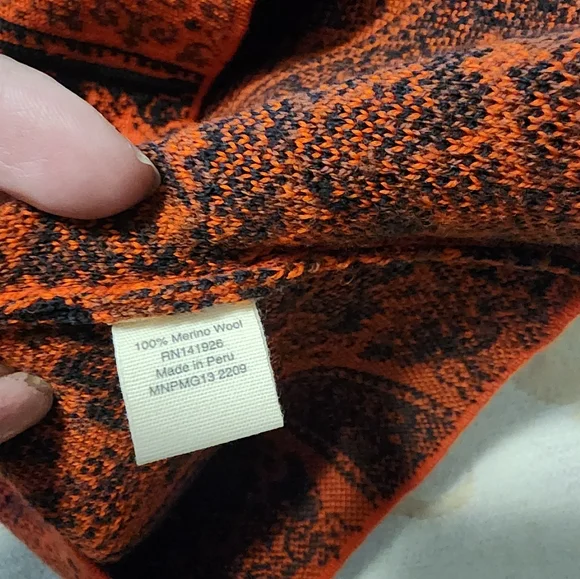 100% Merino Wool
RN141926
Made in Peru
MNPMG13 2209